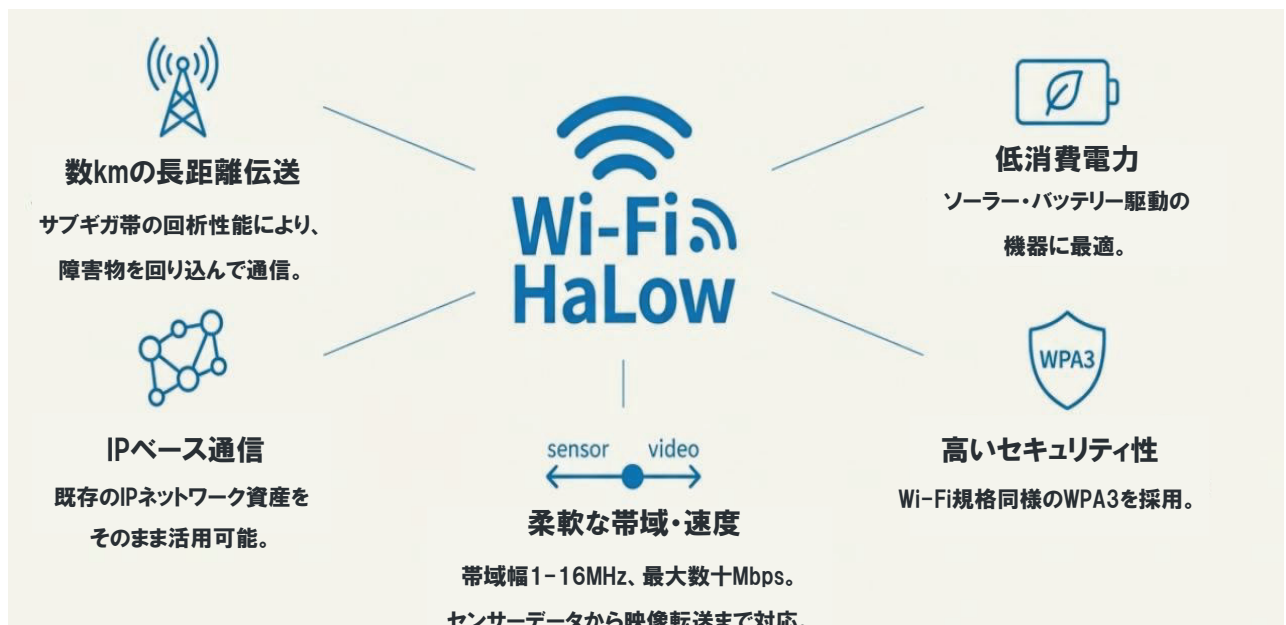 数kmの長距離伝送
サブギガ帯の回析性能により、
障害物を回り込んで通信。
IPベース通信
既存のIPネットワーク資産を
そのまま活用可能。
Wi-Fi
HaLow
sensor video
柔軟な帯域・速度
帯域幅1-16MHz、最大数十Mbps。
センサーデータから映像転送まで対応。
低消費電力
ソーラー・バッテリー駆動の
機器に最適。
WPA3
高いセキュリティ性
Wi-Fi規格同様のWPA3を採用。